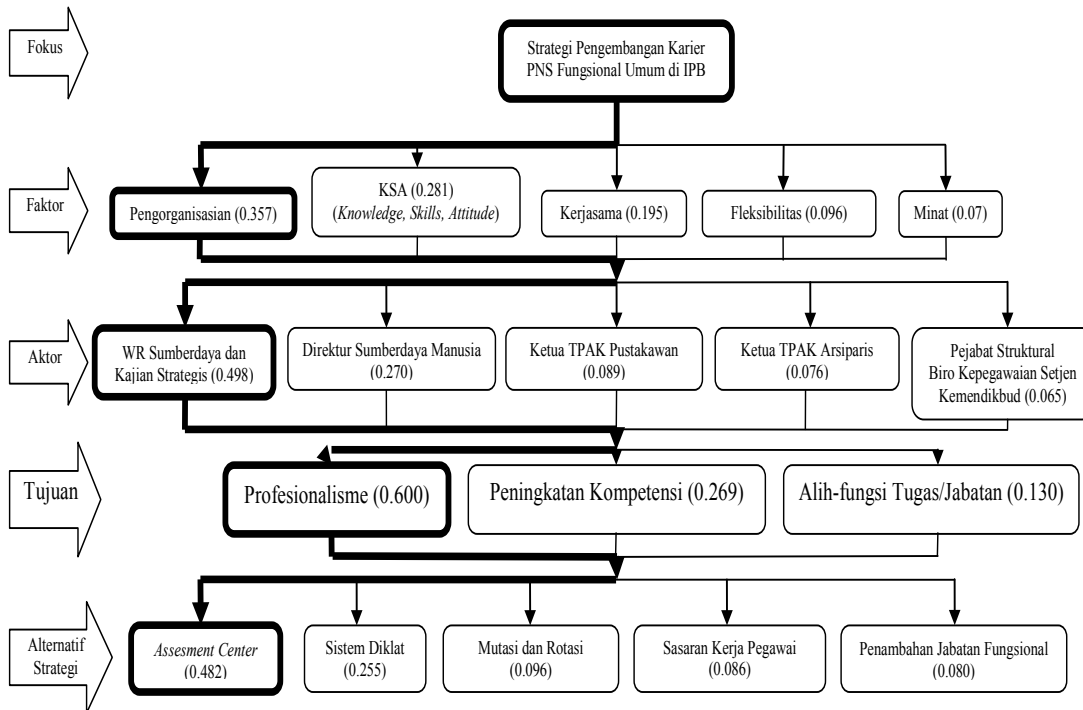 Fokus
Strategi Pengembangan Karier
PNS Fungsional Umum di IPB
Faktor
Pengorganisasian (0.357)
KSA (0.281)
(Knowledge, Skills, Attitude)
Kerjasama (0.195)
Fleksibilitas (0.096)
Minat (0.07)
Aktor
WR Sumberdaya dan
Kajian Strategis (0.498)
Direktur Sumberdaya Manusia
(0.270)
Ketua TPAK Pustakawan
(0.089)
Ketua TPAK Arsiparis
(0.076)
Pejabat Struktural
Biro Kepegawaian Setjen
Kemendikbud (0.065)
Tujuan
Profesionalisme (0.600)
Peningkatan Kompetensi (0.269)
Alih-fungsi Tugas/Jabatan (0.130)
Alternatif
Strategi
Assesment Center
(0.482)
Sistem Diklat
(0.255)
Mutasi dan Rotasi
(0.096)
Sasaran Kerja Pegawai
(0.086)
Penambahan Jabatan Fungsional
(0.080)